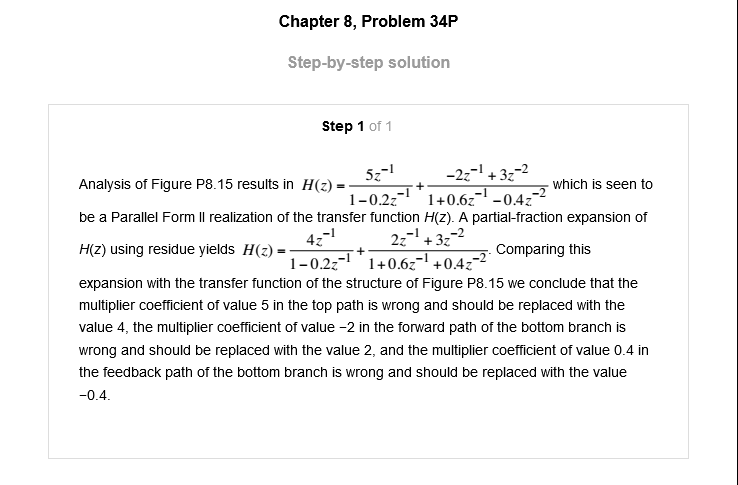 Chapter 8, Problem 34P
Step-by-step solution
Step 1 of 1
Analysis of Figure P8.15 results in H(z) = 5z⁻¹/(1−0.2z⁻¹) + (−2z⁻¹+3z⁻²)/(1+0.6z⁻¹−0.4z⁻²) which is seen to
be a Parallel Form II realization of the transfer function H(z). A partial-fraction expansion of
H(z) using residue yields H(z) = 4z⁻¹/(1−0.2z⁻¹) + (2z⁻¹+3z⁻²)/(1+0.6z⁻¹+0.4z⁻²). Comparing this
expansion with the transfer function of the structure of Figure P8.15 we conclude that the
multiplier coefficient of value 5 in the top path is wrong and should be replaced with the
value 4, the multiplier coefficient of value −2 in the forward path of the bottom branch is
wrong and should be replaced with the value 2, and the multiplier coefficient of value 0.4 in
the feedback path of the bottom branch is wrong and should be replaced with the value
−0.4.